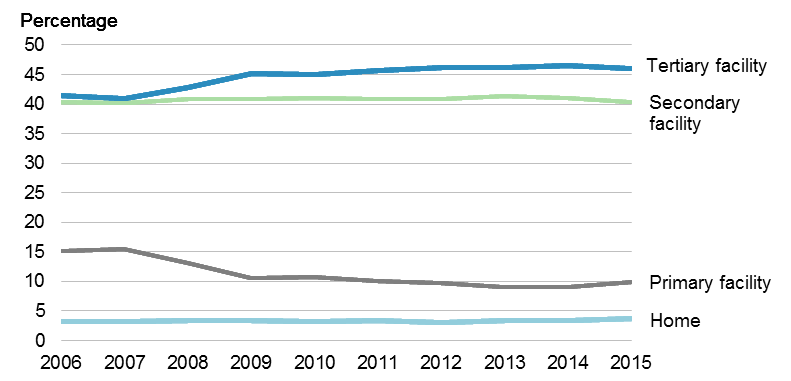 Percentage
50
45
40
35
30
25
20
15
10
5
0
Tertiary facility
Secondary
facility
Primary facility
Home
2006 2007 2008 2009 2010 2011 2012 2013 2014 2015